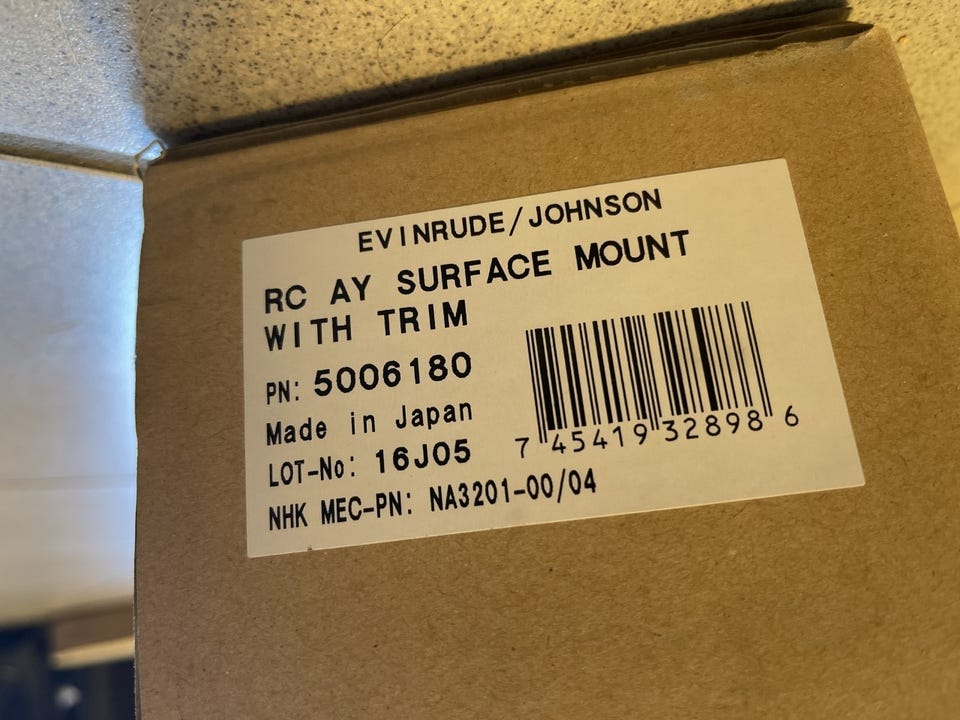 EVINRUDE/JOHNSON
RC AY SURFACE MOUNT
WITH TRIM
PN: 5006180
Made in Japan
LOT-No: 16J05
NHK MEC-PN: NA3201-00/04
7 45419 32898 6